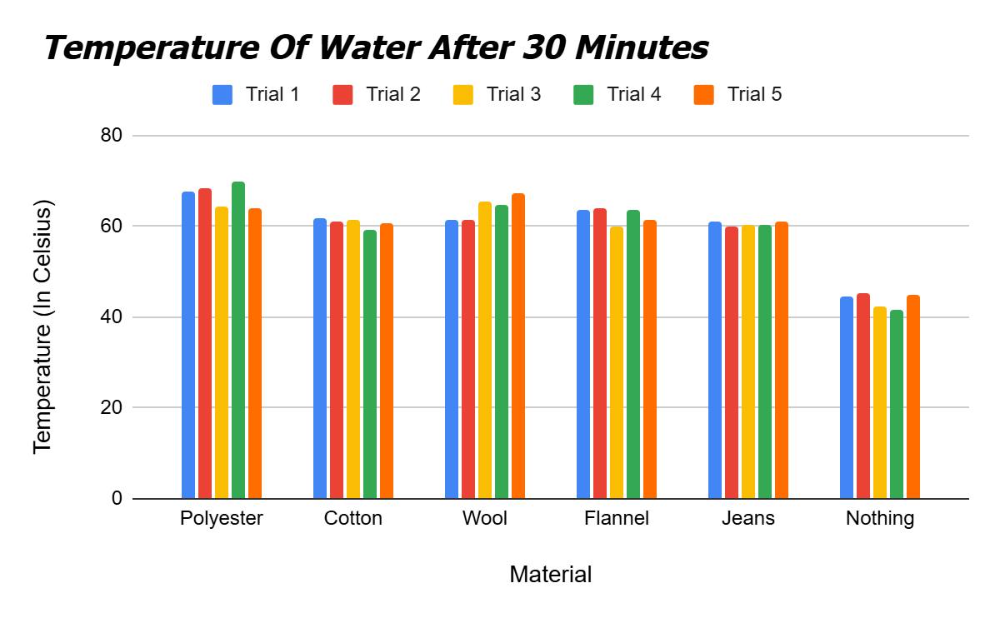 Temperature Of Water After 30 Minutes
Trial 1 Trial 2 Trial 3 Trial 4 Trial 5
80
60
40
20
0
Temperature (In Celsius)
Polyester Cotton Wool Flannel Jeans Nothing
Material